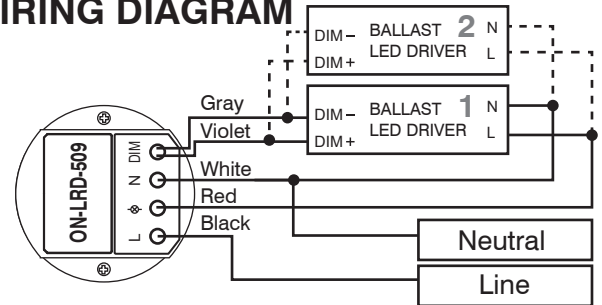 IRING DIAGRAM
DIM– BALLAST 2 N
DIM+ LED DRIVER L
Gray
DIM– BALLAST 1 N
Violet
DIM+ LED DRIVER L
ON-LRD-509
DIM
N
L
White
Red
Black
Neutral
Line